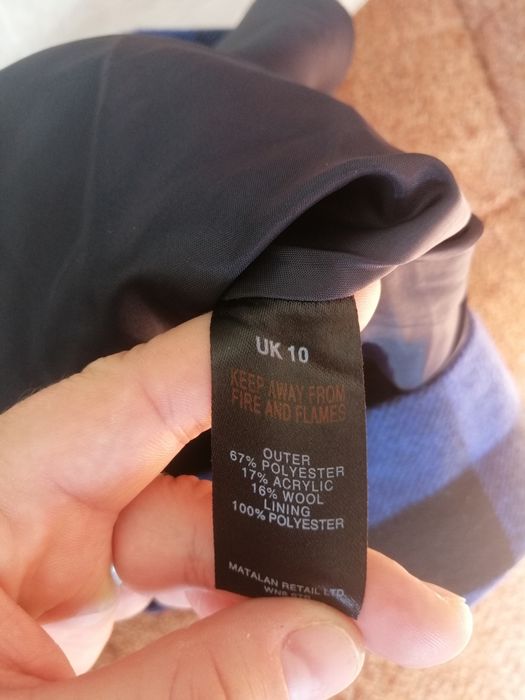 UK 10
KEEP AWAY FROM
FIRE AND FLAMES
OUTER
67% POLYESTER
17% ACRYLIC
16% WOOL
LINING
100% POLYESTER
MATALAN RETAIL LTD